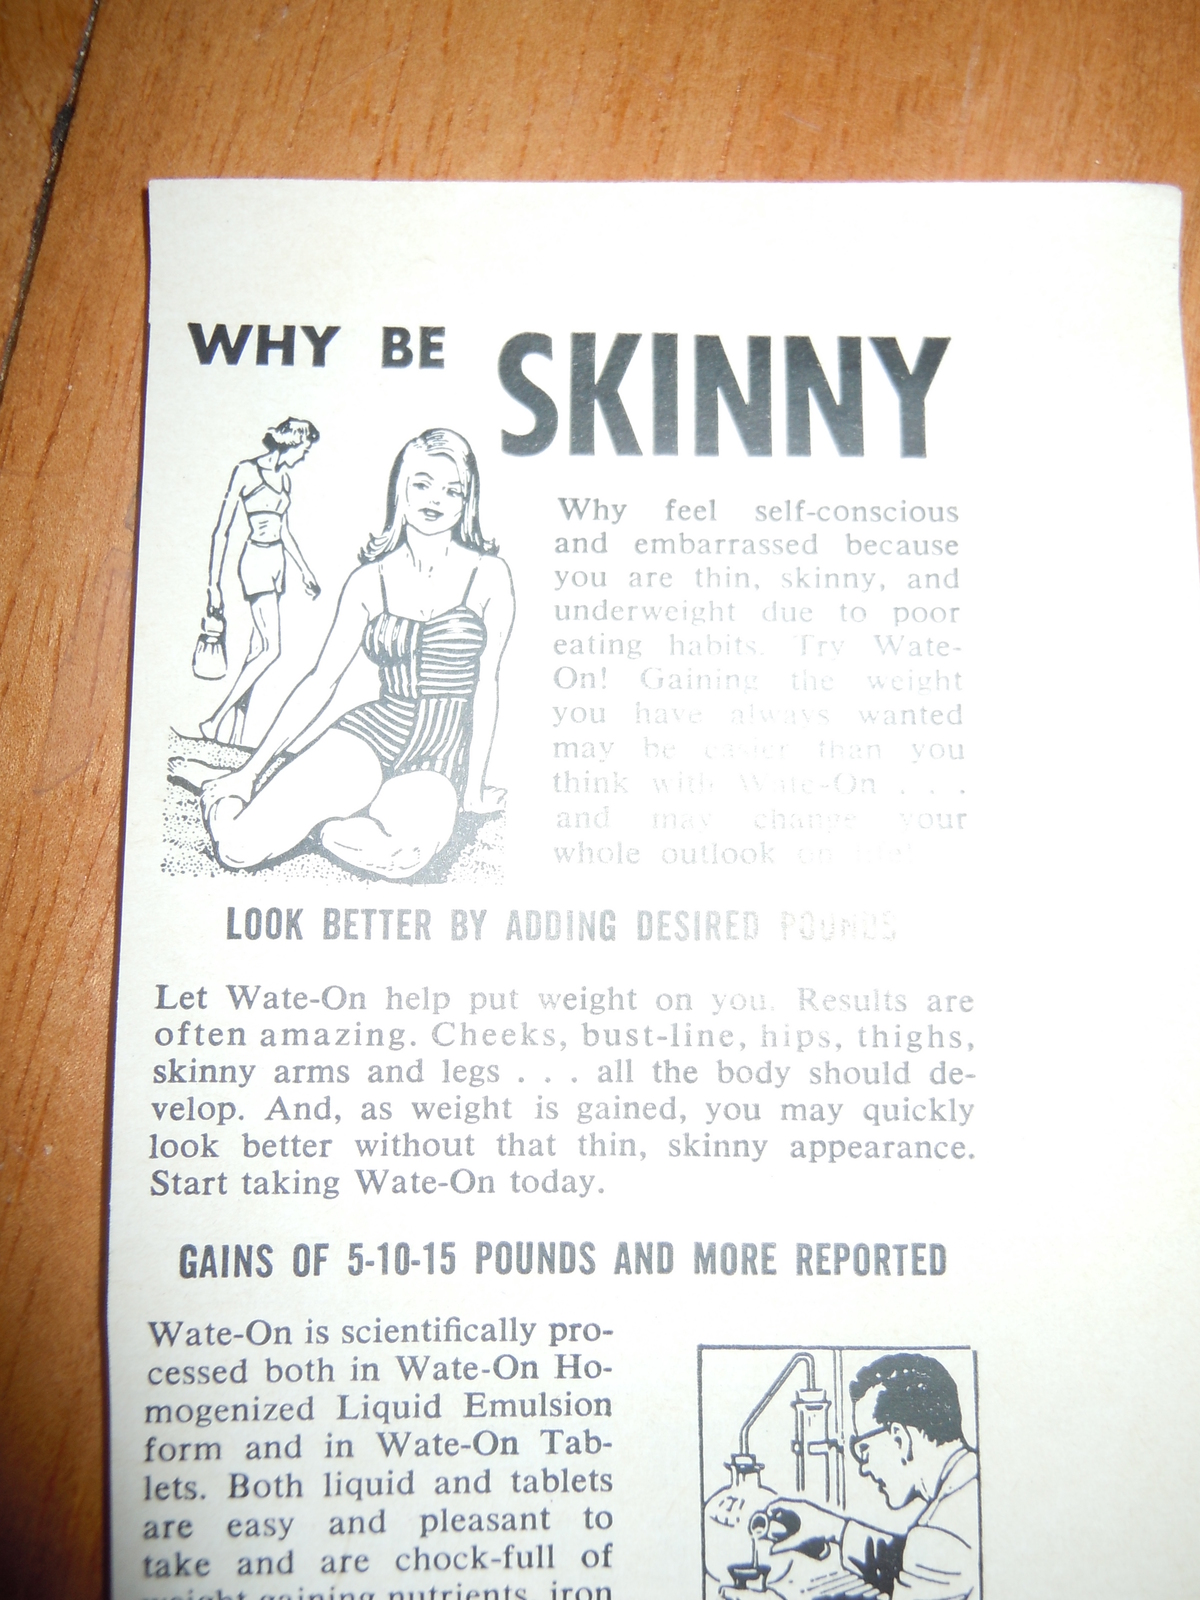 WHY BE SKINNY
Why feel self-conscious
and embarrassed because
you are thin, skinny, and
underweight due to poor
eating habits. Try Wate-
On! Gaining the weight
you have always wanted
may be easier than you
think with Wate-On . . .
and may change your
whole outlook on
LOOK BETTER BY ADDING DESIRED POUNDS
Let Wate-On help put weight on you. Results are
often amazing. Cheeks, bust-line, hips, thighs,
skinny arms and legs . . . all the body should de-
velop. And, as weight is gained, you may quickly
look better without that thin, skinny appearance.
Start taking Wate-On today.
GAINS OF 5-10-15 POUNDS AND MORE REPORTED
Wate-On is scientifically pro-
cessed both in Wate-On Ho-
mogenized Liquid Emulsion
form and in Wate-On Tab-
lets. Both liquid and tablets
are easy and pleasant to
take and are chock-full of
weight gaining nutrients, iron